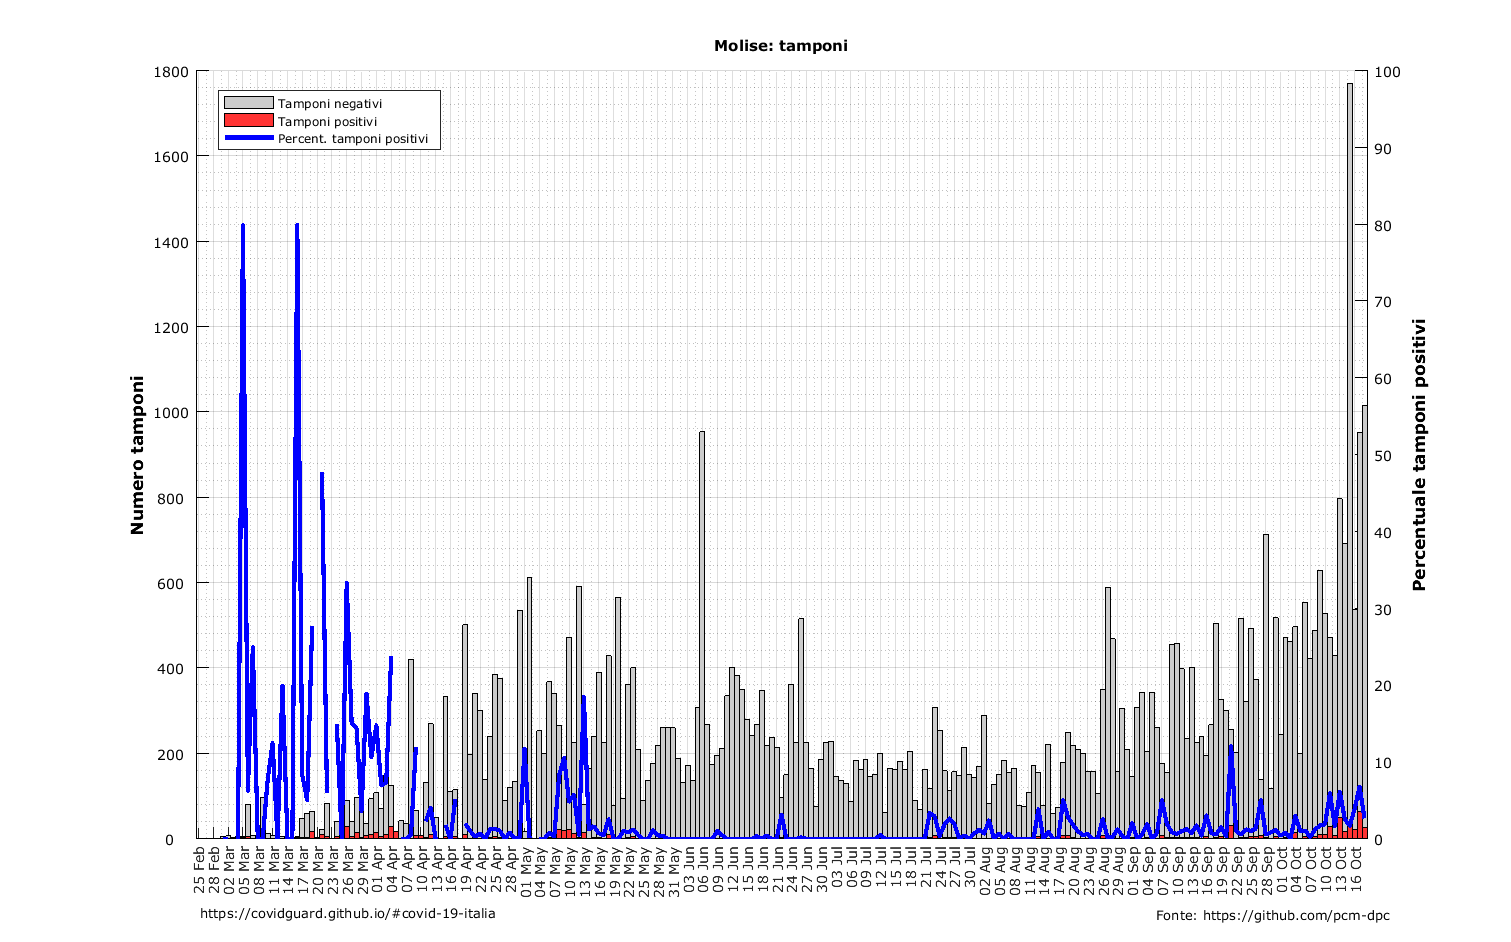 Molise: tamponi
Tamponi negativi
Tamponi positivi
Percent. tamponi positivi
Numero tamponi
1800
1600
1400
1200
1000
800
600
400
200
0
Percentuale tamponi positivi
100
90
80
70
60
50
40
30
20
10
0
25 Feb
28 Feb
02 Mar
05 Mar
08 Mar
11 Mar
14 Mar
17 Mar
20 Mar
23 Mar
26 Mar
29 Mar
01 Apr
04 Apr
07 Apr
10 Apr
13 Apr
16 Apr
19 Apr
22 Apr
25 Apr
28 Apr
01 May
04 May
07 May
10 May
13 May
16 May
19 May
22 May
25 May
28 May
31 May
03 Jun
06 Jun
09 Jun
12 Jun
15 Jun
18 Jun
21 Jun
24 Jun
27 Jun
30 Jun
03 Jul
06 Jul
09 Jul
12 Jul
15 Jul
18 Jul
21 Jul
24 Jul
27 Jul
30 Jul
02 Aug
05 Aug
08 Aug
11 Aug
14 Aug
17 Aug
20 Aug
23 Aug
26 Aug
29 Aug
01 Sep
04 Sep
07 Sep
10 Sep
13 Sep
16 Sep
19 Sep
22 Sep
25 Sep
28 Sep
01 Oct
04 Oct
07 Oct
10 Oct
13 Oct
16 Oct
https://covidguard.github.io/#covid-19-italia
Fonte: https://github.com/pcm-dpc